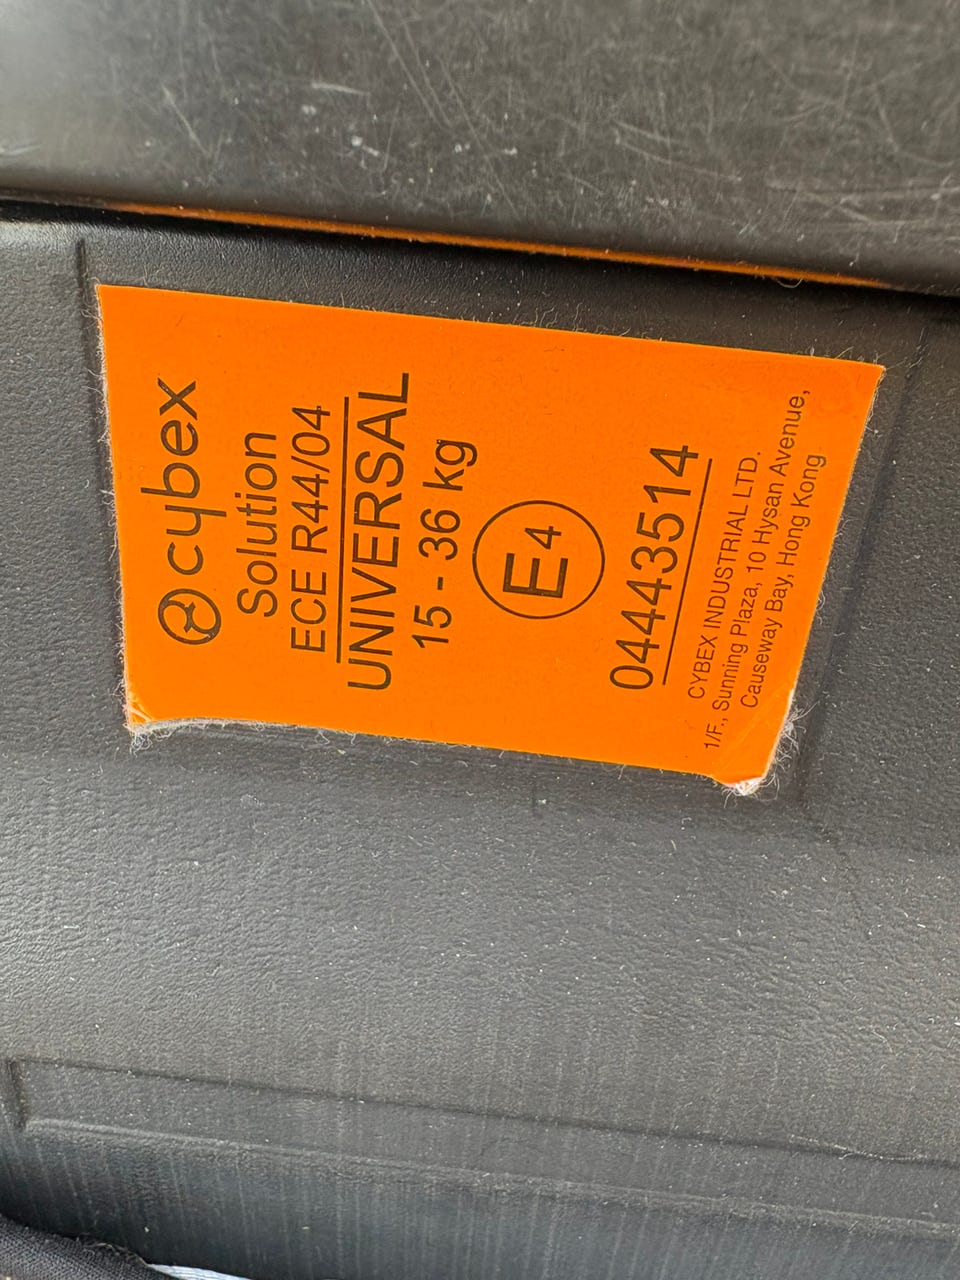 cybex
Solution
ECE R44/04
UNIVERSAL
15 - 36 kg
E4
0443514
CYBEX INDUSTRIAL LTD.
1/F., Sunning Plaza, 10 Hysan Avenue,
Causeway Bay, Hong Kong